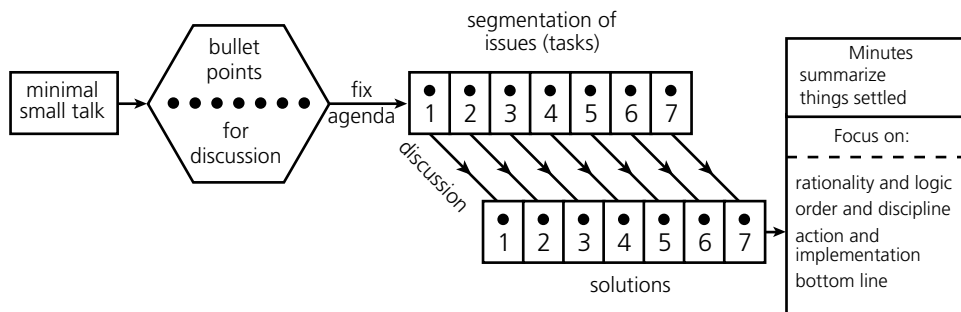 minimal
small talk
bullet
points
for
discussion
fix
agenda
segmentation of
issues (tasks)
1 2 3 4 5 6 7
discussion
1 2 3 4 5 6 7
solutions
Minutes
summarize
things settled
Focus on:
rationality and logic
order and discipline
action and
implementation
bottom line